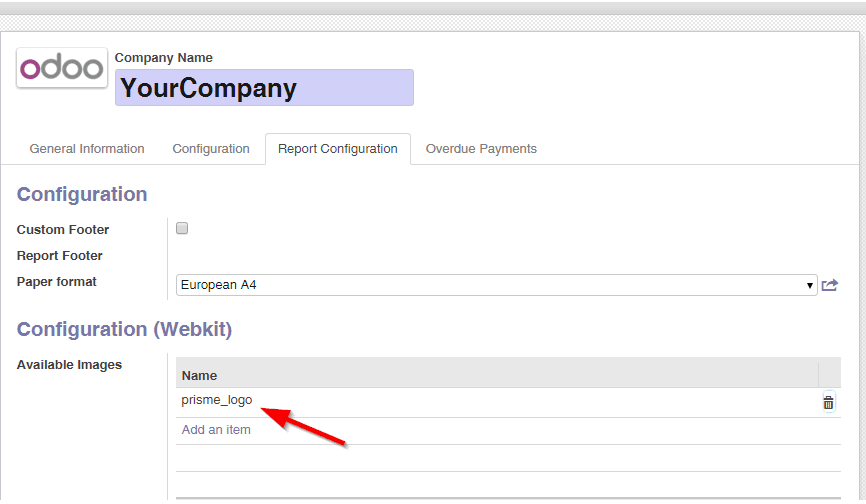 odoo
Company Name
YourCompany
General Information Configuration Report Configuration Overdue Payments
Configuration
Custom Footer
Report Footer
Paper format European A4
Configuration (Webkit)
Available Images
Name
prisme_logo
Add an item